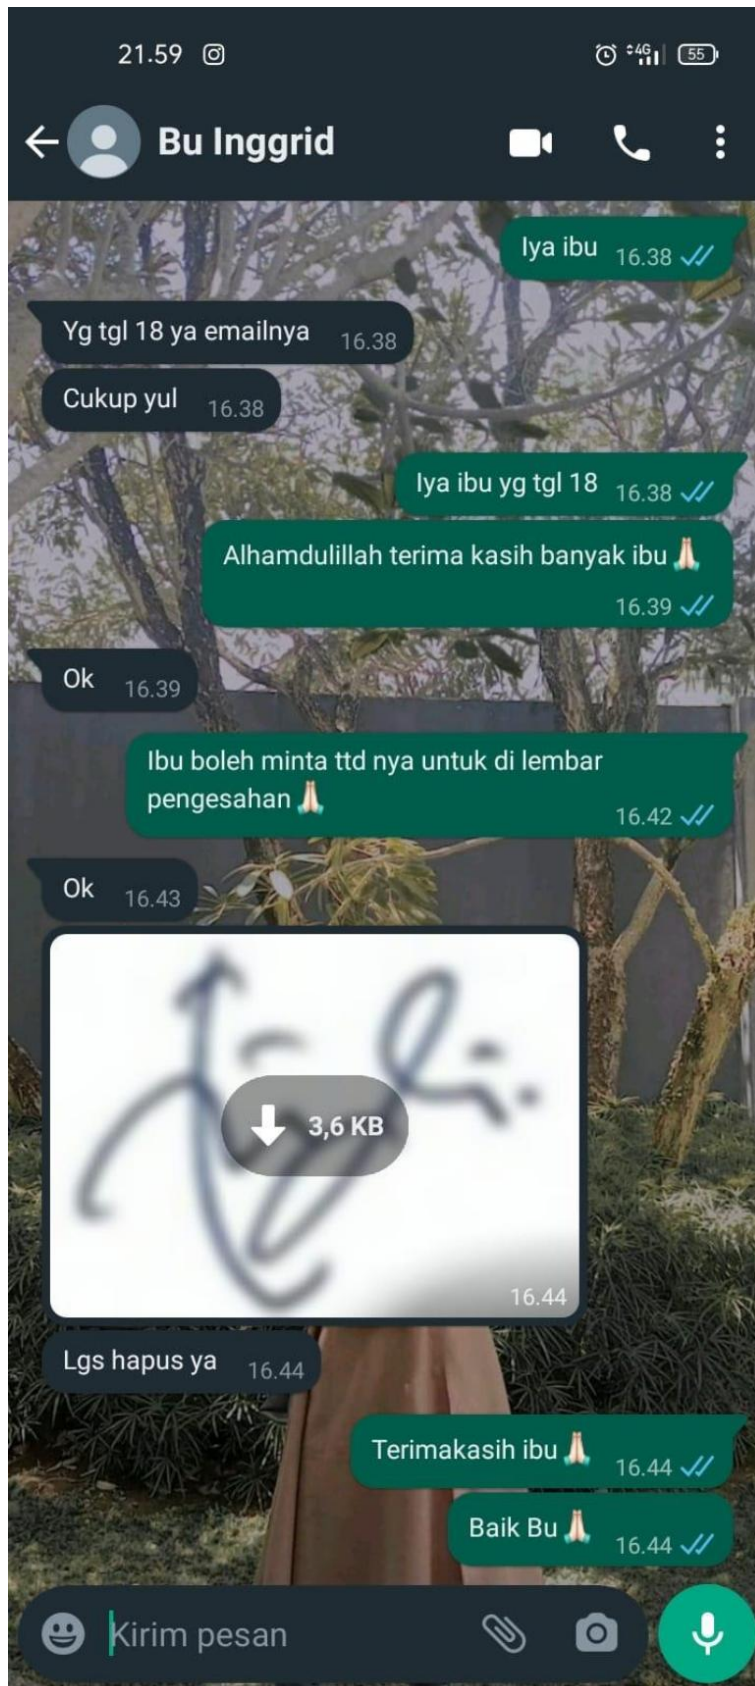 21.59
4G
55
Bu Inggrid
Iya ibu 16.38
Yg tgl 18 ya emailnya 16.38
Cukup yul 16.38
Iya ibu yg tgl 18 16.38
Alhamdulillah terima kasih banyak ibu 🙏🏻
16.39
Ok 16.39
Ibu boleh minta ttd nya untuk di lembar
pengesahan 🙏🏻 16.42
Ok 16.43
3,6 KB
16.44
Lgs hapus ya 16.44
Terimakasih ibu 🙏🏻 16.44
Baik Bu 🙏🏻 16.44
Kirim pesan